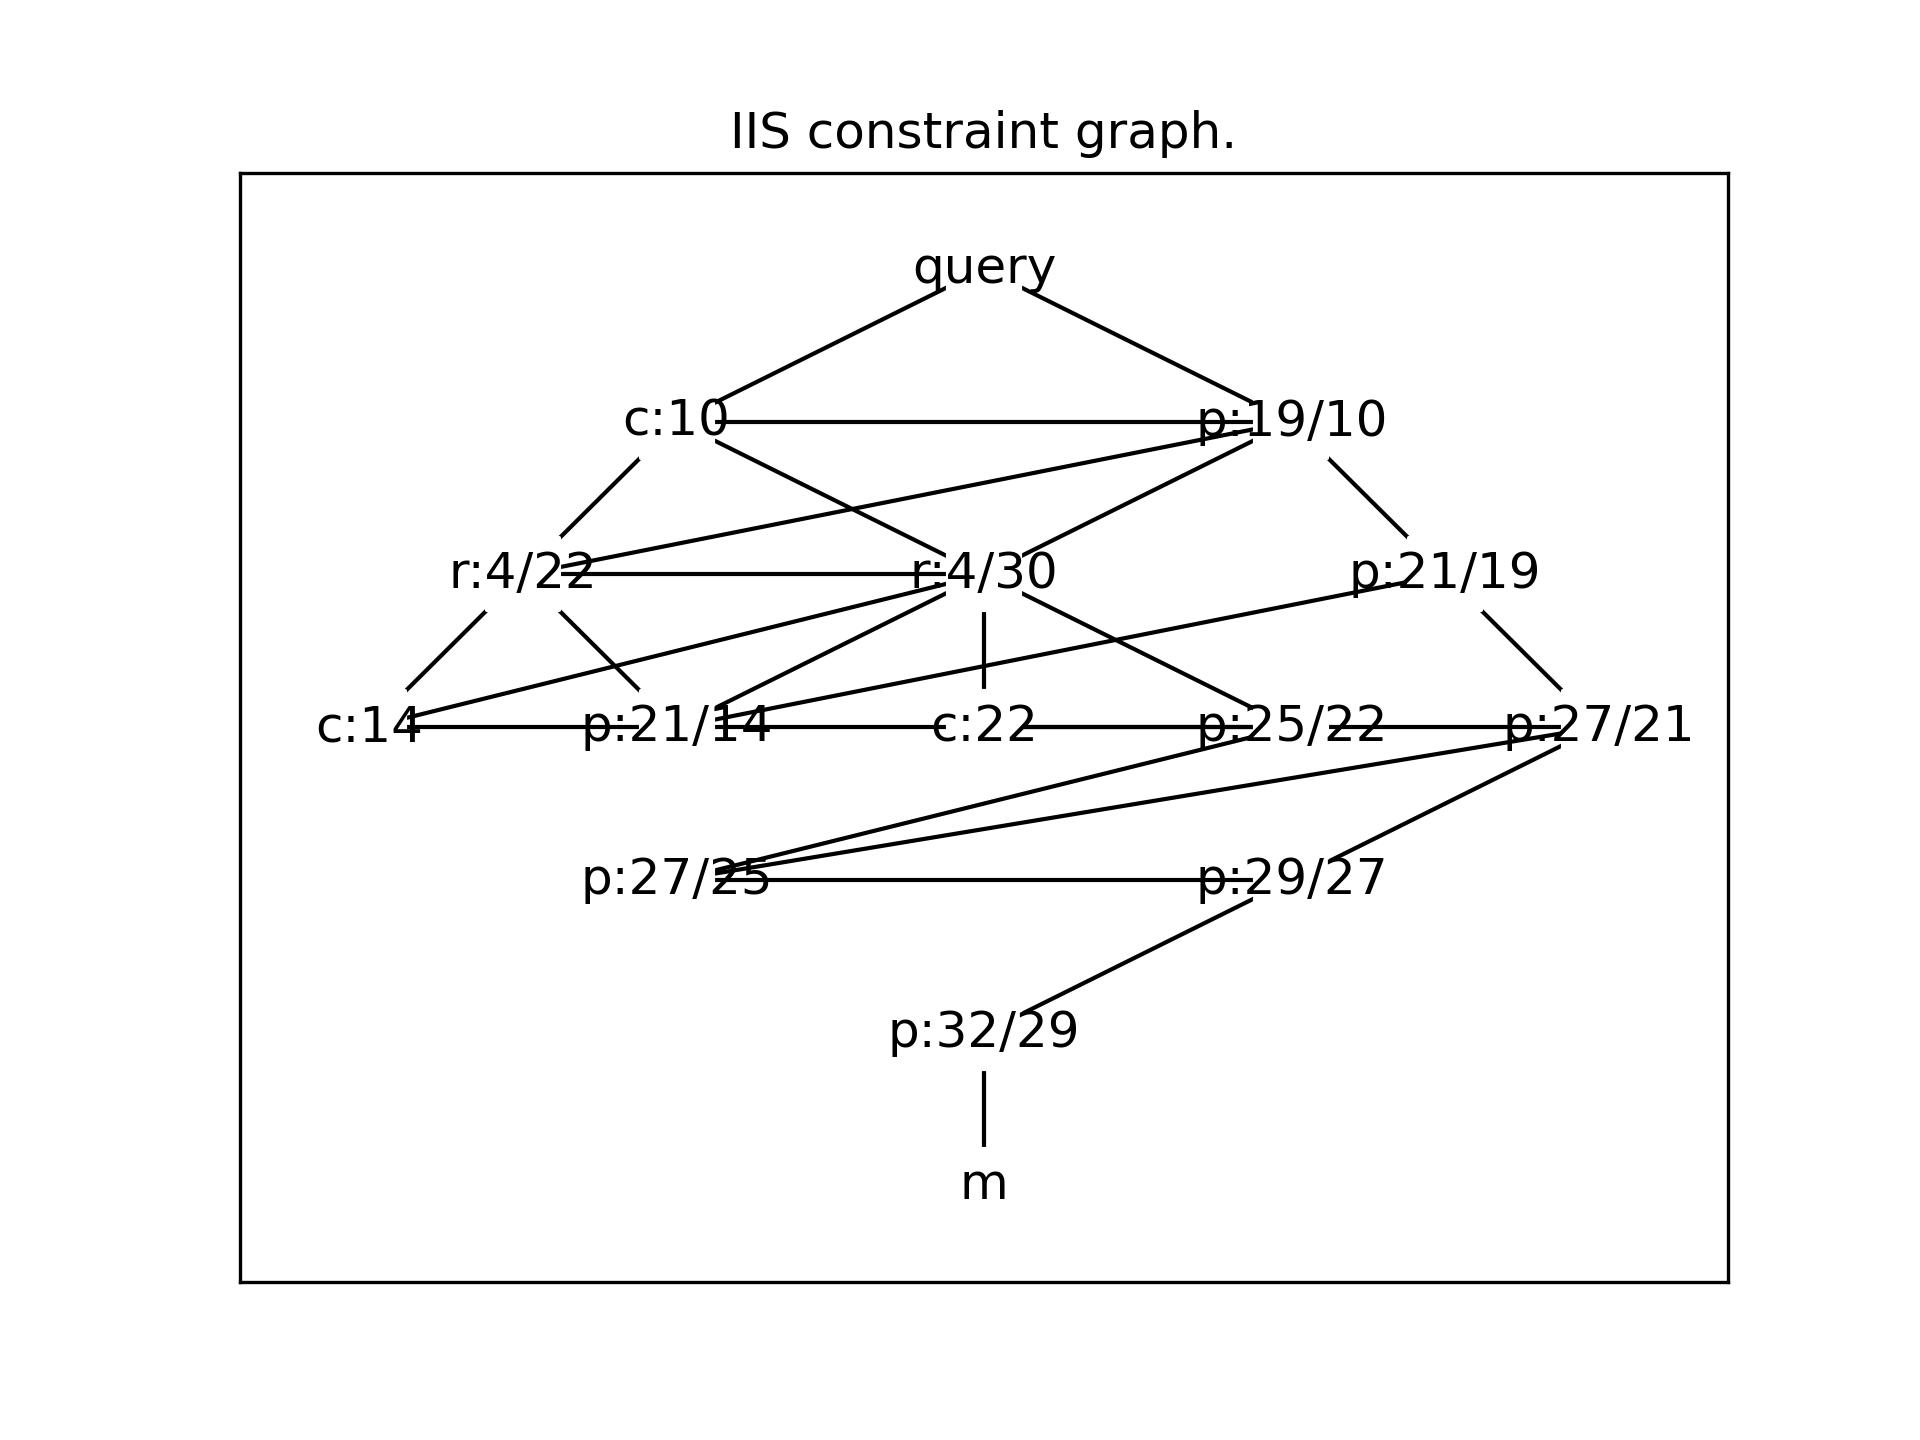 IIS constraint graph.
query
c:10 p:19/10
r:4/22 r:4/30 p:21/19
c:14 p:21/14 c:22 p:25/22 p:27/21
p:27/25 p:29/27
p:32/29
m